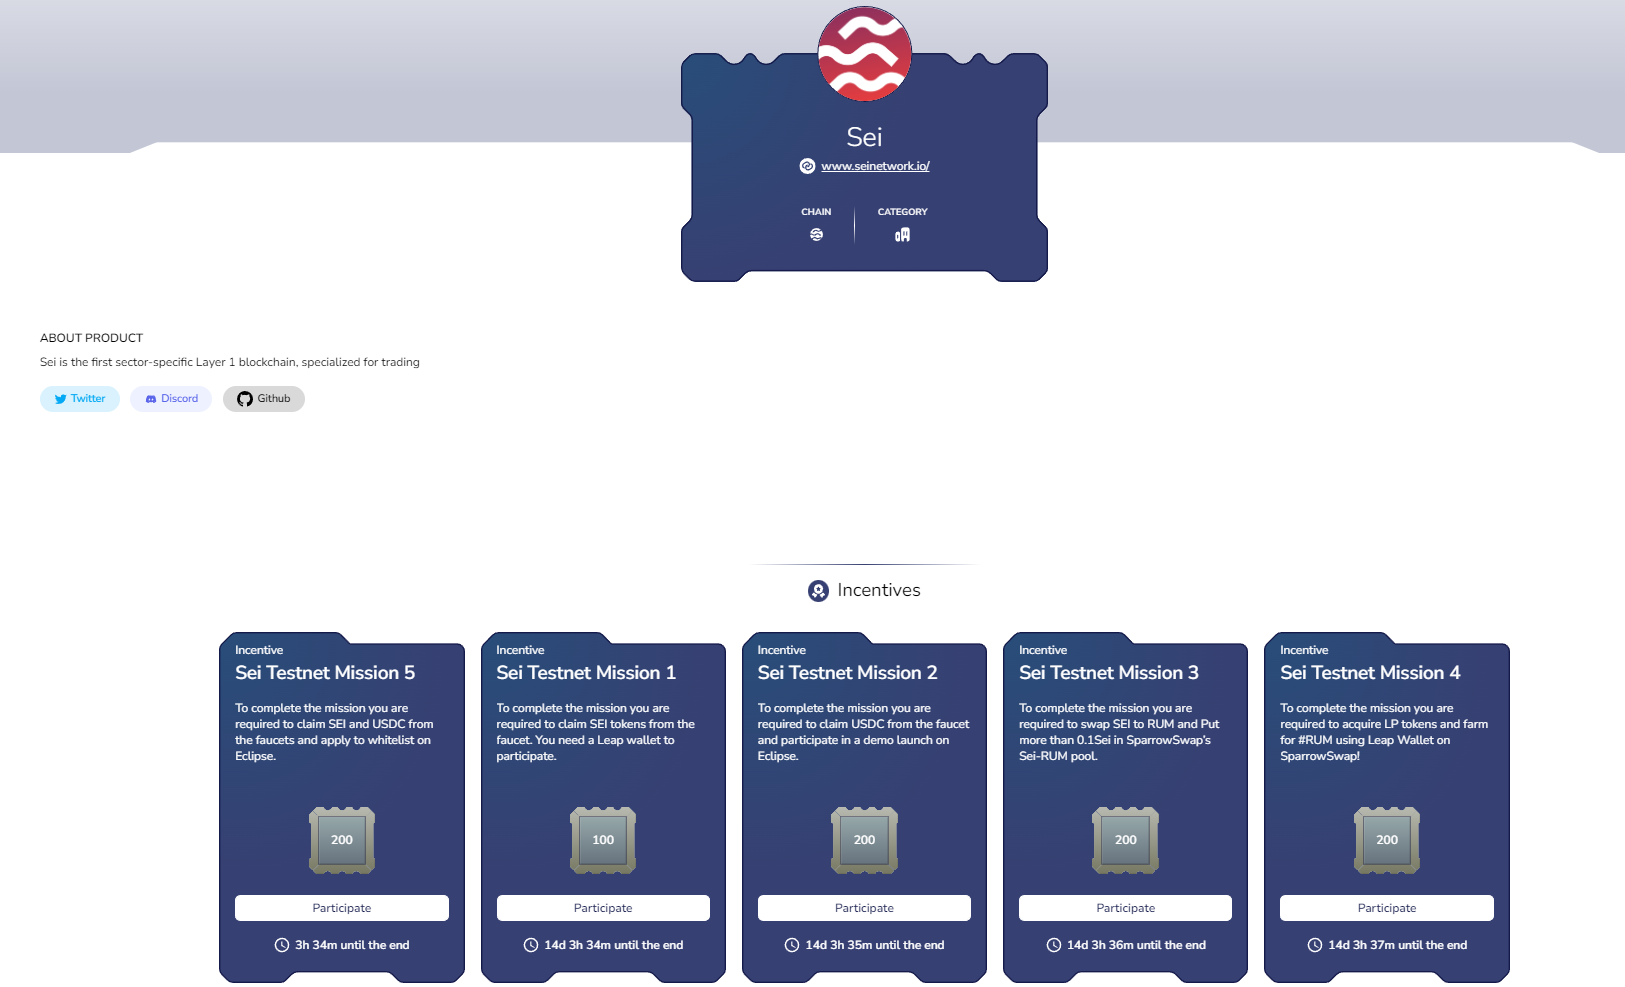 Sei
www.seinetwork.io/
CHAIN
CATEGORY
ABOUT PRODUCT
Sei is the first sector-specific Layer 1 blockchain, specialized for trading
Twitter
Discord
Github
Incentives
Incentive
Sei Testnet Mission 5
To complete the mission you are
required to claim SEI and USDC from
the faucets and apply to whitelist on
Eclipse.
200
Participate
3h 34m until the end
Incentive
Sei Testnet Mission 1
To complete the mission you are
required to claim SEI tokens from the
faucet. You need a Leap wallet to
participate.
100
Participate
14d 3h 34m until the end
Incentive
Sei Testnet Mission 2
To complete the mission you are
required to claim USDC from the faucet
and participate in a demo launch on
Eclipse.
200
Participate
14d 3h 35m until the end
Incentive
Sei Testnet Mission 3
To complete the mission you are
required to swap SEI to RUM and Put
more than 0.1Sei in SparrowSwap's
Sei-RUM pool.
200
Participate
14d 3h 36m until the end
Incentive
Sei Testnet Mission 4
To complete the mission you are
required to acquire LP tokens and farm
for #RUM using Leap Wallet on
SparrowSwap!
200
Participate
14d 3h 37m until the end